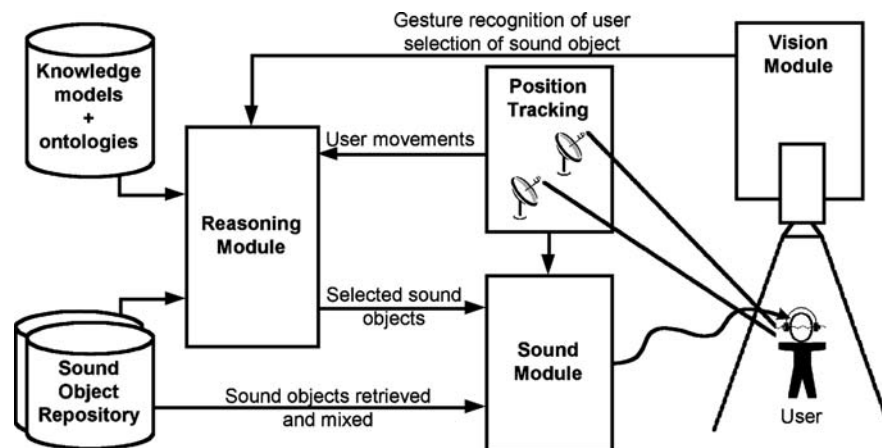 Gesture recognition of user
selection of sound object
Vision
Module
Knowledge
models
+
ontologies
Position
Tracking
User movements
Reasoning
Module
Selected sound
objects
Sound
Module
Sound
Object
Repository
Sound objects retrieved
and mixed
User